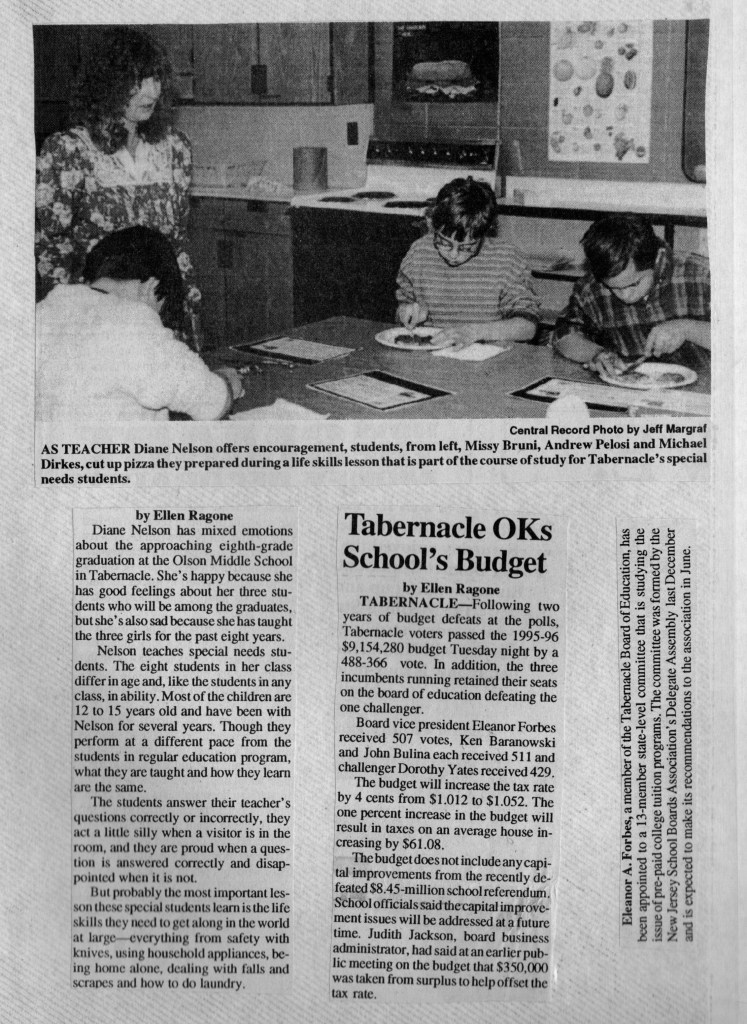 Central Record Photo by Jeff Margraf
AS TEACHER Diane Nelson offers encouragement, students, from left, Missy Bruni, Andrew Pelosi and Michael
Dirkes, cut up pizza they prepared during a life skills lesson that is part of the course of study for Tabernacle's special
needs students.
by Ellen Ragone
Diane Nelson has mixed emotions
about the approaching eighth-grade
graduation at the Olson Middle School
in Tabernacle. She's happy because she
has good feelings about her three stu-
dents who will be among the graduates,
but she's also sad because she has taught
the three girls for the past eight years.
Nelson teaches special needs stu-
dents. The eight students in her class
differ in age and, like the students in any
class, in ability. Most of the children are
12 to 15 years old and have been with
Nelson for several years. Though they
perform at a different pace from the
students in regular education program,
what they are taught and how they learn
are the same.
The students answer their teacher's
questions correctly or incorrectly, they
act a little silly when a visitor is in the
room, and they are proud when a ques-
tion is answered correctly and disap-
pointed when it is not.
But probably the most important les-
son these special students learn is the life
skills they need to get along in the world
at large—everything from safety with
knives, using household appliances, be-
ing home alone, dealing with falls and
scrapes and how to do laundry.
Tabernacle OKs
School's Budget
by Ellen Ragone
TABERNACLE—Following two
years of budget defeats at the polls,
Tabernacle voters passed the 1995-96
$9,154,280 budget Tuesday night by a
488-366 vote. In addition, the three
incumbents running retained their seats
on the board of education defeating the
one challenger.
Board vice president Eleanor Forbes
received 507 votes, Ken Baranowski
and John Bulina each received 511 and
challenger Dorothy Yates received 429.
The budget will increase the tax rate
by 4 cents from $1.012 to $1.052. The
one percent increase in the budget will
result in taxes on an average house in-
creasing by $61.08.
The budget does not include any capi-
tal improvements from the recently de-
feated $8.45-million school referendum.
School officials said the capital improve-
ment issues will be addressed at a future
time. Judith Jackson, board business
administrator, had said at an earlier pub-
lic meeting on the budget that $350,000
was taken from surplus to help offset the
tax rate.
Eleanor A. Forbes, a member of the Tabernacle Board of Education, has
been appointed to a 13-member state-level committee that is studying the
issue of pre-paid college tuition programs. The committee was formed by the
New Jersey School Boards Association's Delegate Assembly last December
and is expected to make its recommendations to the association in June.